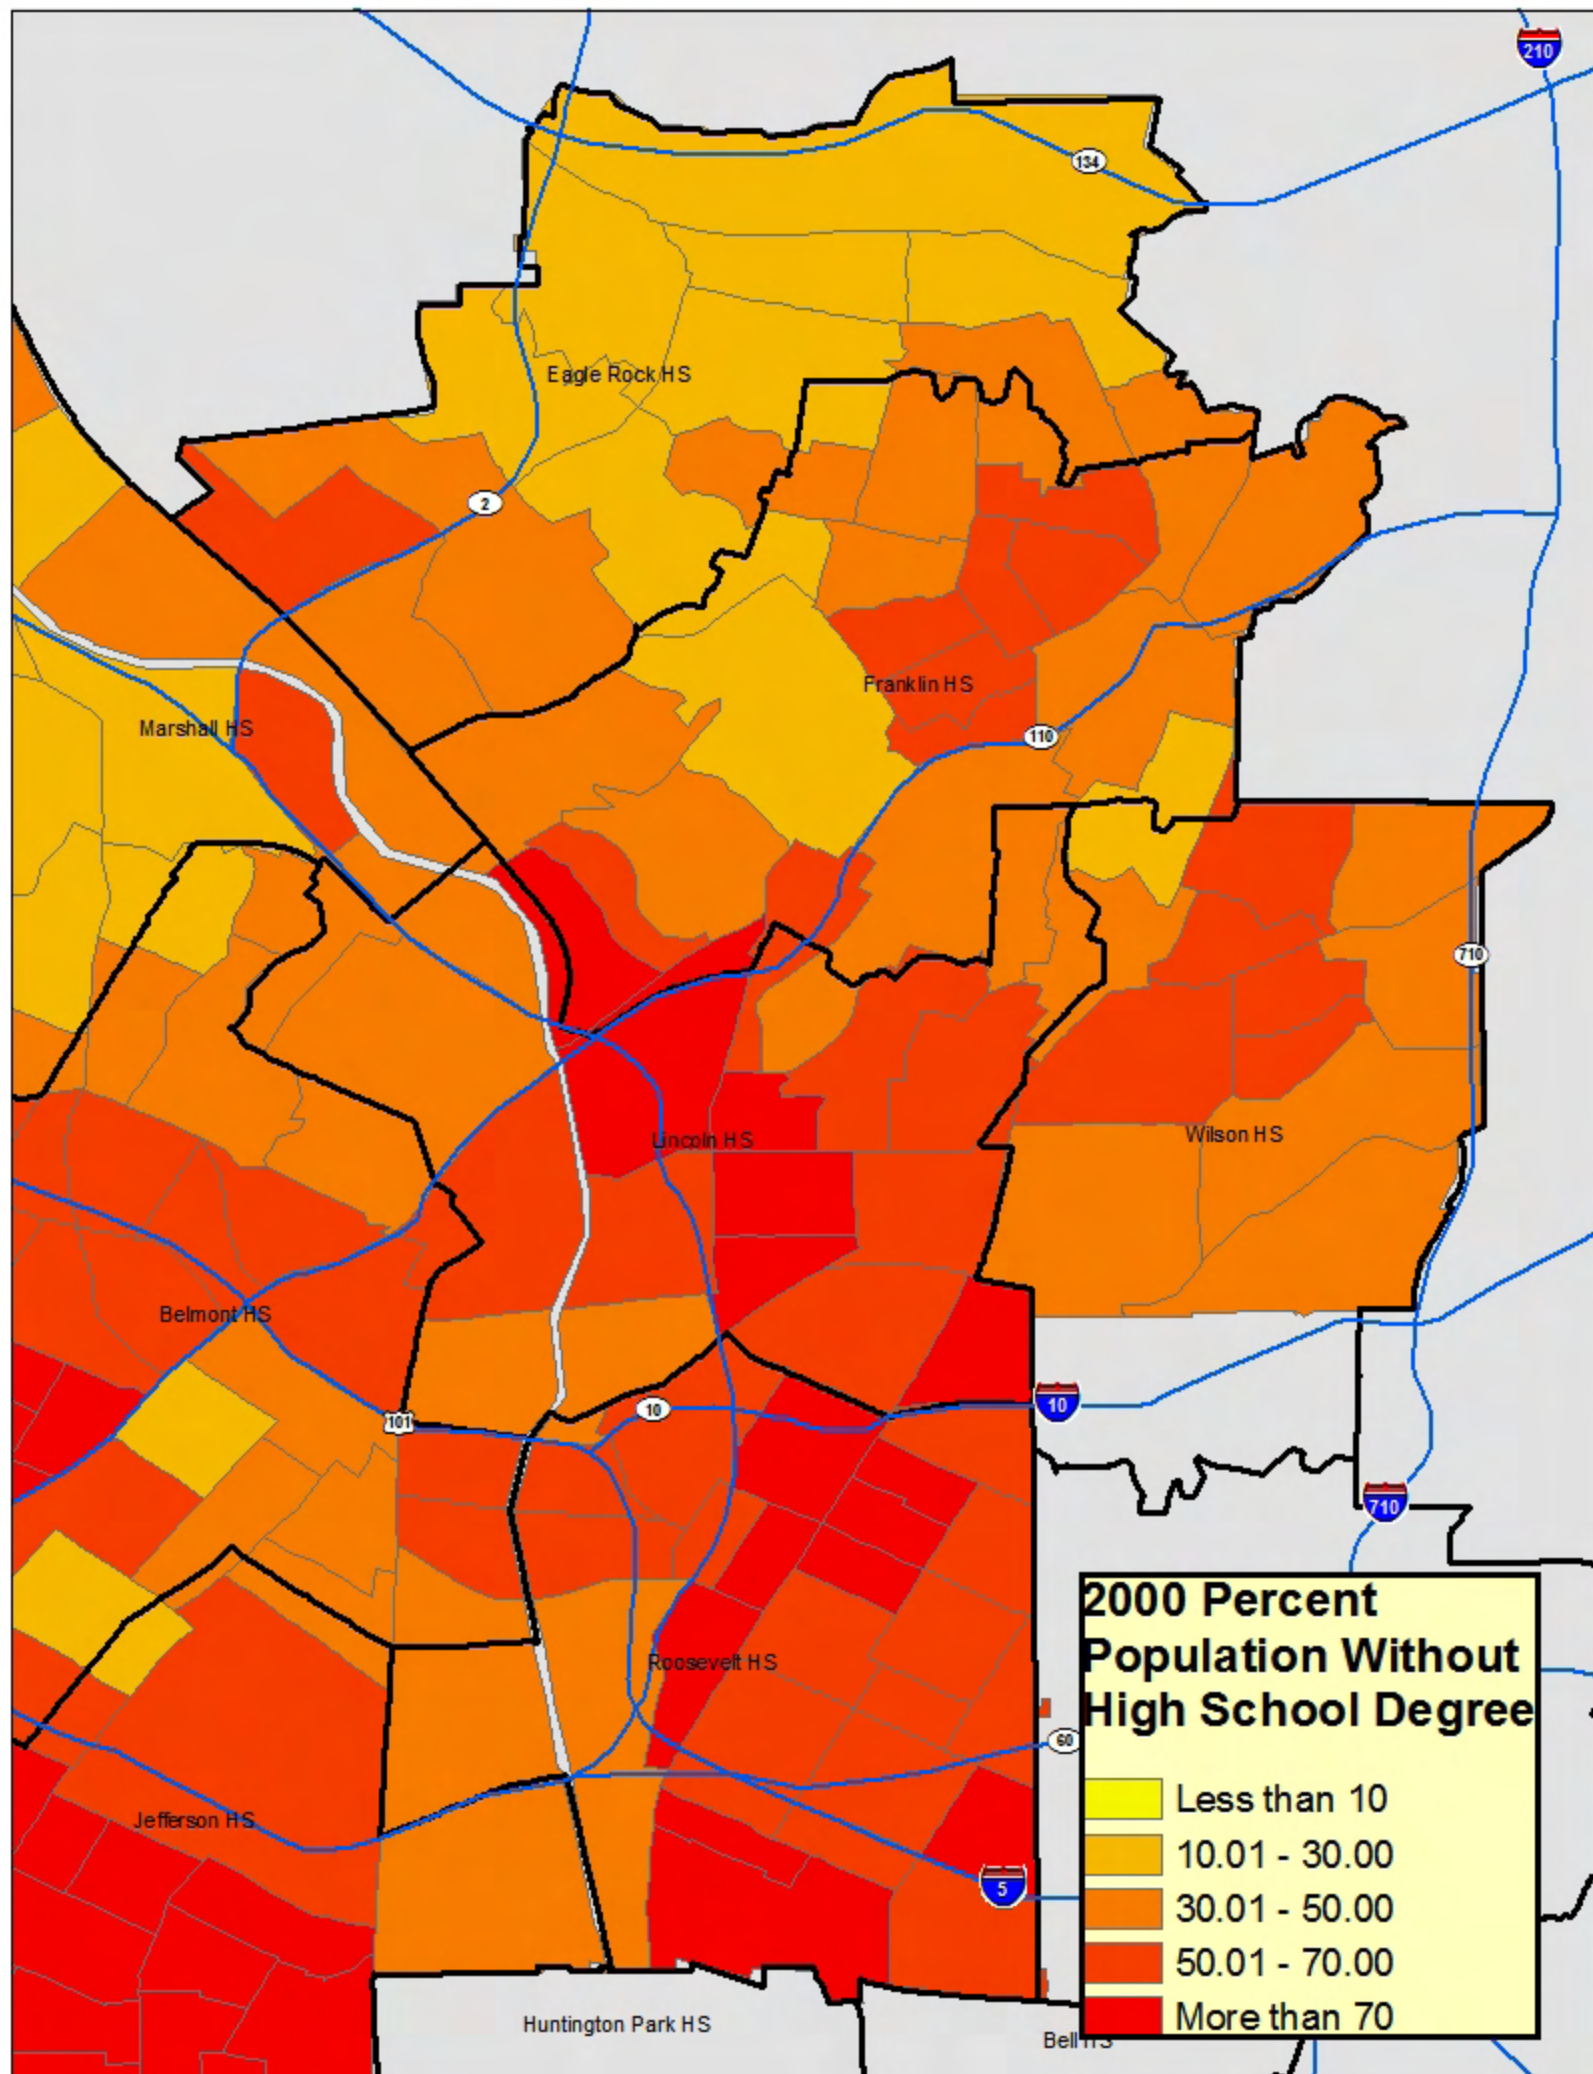 210
134
Eagle Rock HS
2
Franklin HS
Marshall HS
110
710
Lincoln HS
Wilson HS
Belmont HS
10
101
10
710
2000 Percent
Population Without
High School Degree
Roosevelt HS
60
Less than 10
Jefferson HS
10.01 - 30.00
5
30.01 - 50.00
50.01 - 70.00
More than 70
Huntington Park HS
Bell HS